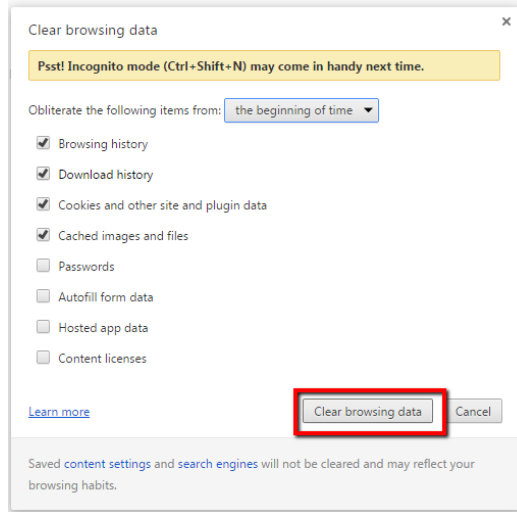 Clear browsing data
Psst! Incognito mode (Ctrl+Shift+N) may come in handy next time.
Obliterate the following items from: the beginning of time
Browsing history
Download history
Cookies and other site and plugin data
Cached images and files
Passwords
Autofill form data
Hosted app data
Content licenses
Learn more Clear browsing data Cancel
Saved content settings and search engines will not be cleared and may reflect your
browsing habits.